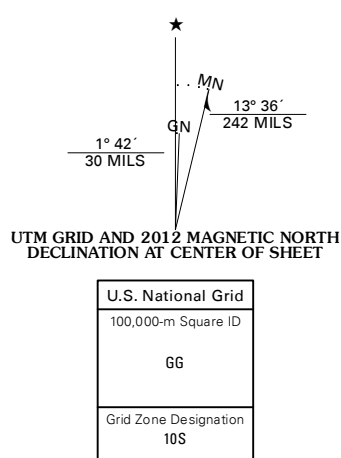 MN
13° 36´
242 MILS
GN
1° 42´
30 MILS
UTM GRID AND 2012 MAGNETIC NORTH
DECLINATION AT CENTER OF SHEET
U.S. National Grid
100,000-m Square ID
GG
Grid Zone Designation
10S